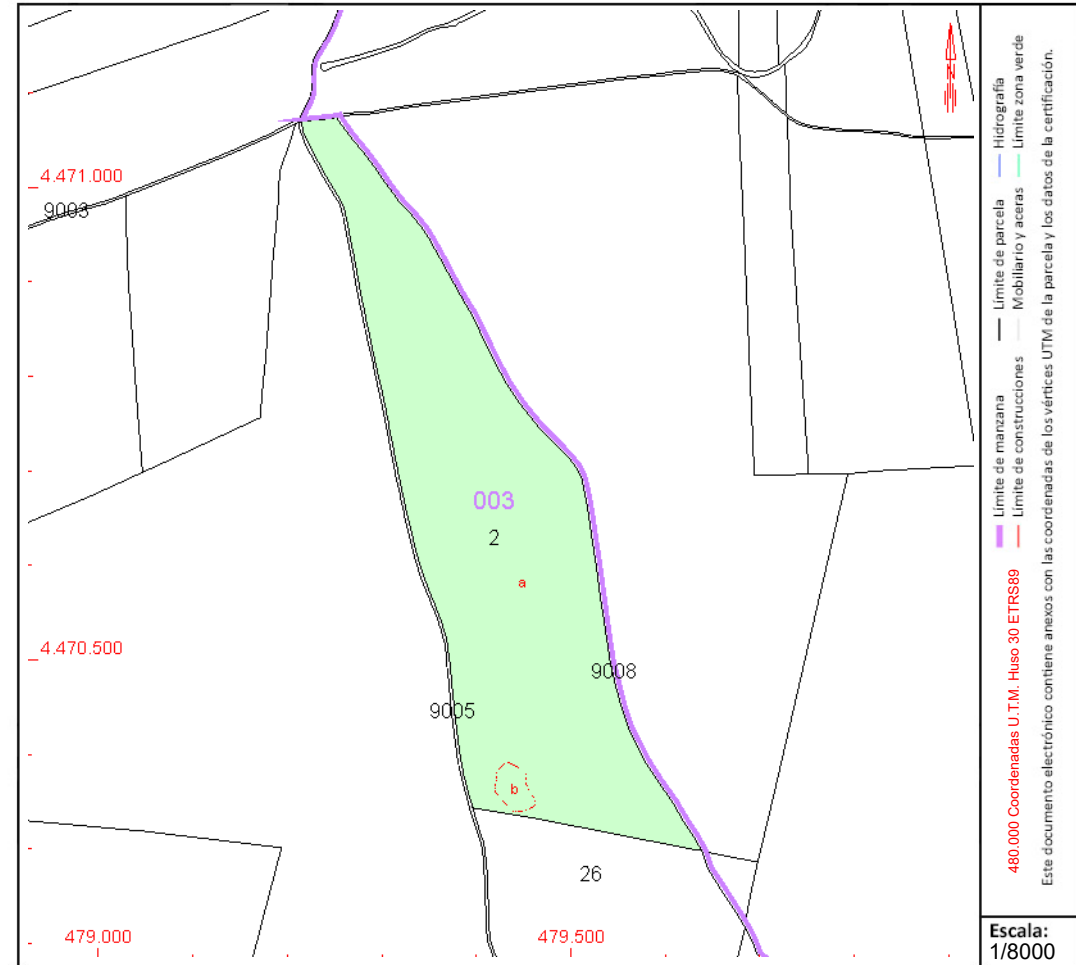 4.471.000
9003
003
2
a
4.470.500
9008
9005
b
26
479.000
479.500
N
Límite de manzana
Límite de parcela
Hidrografía
Límite de construcciones
Mobiliario y aceras
Límite zona verde
480.000 Coordenadas U.T.M. Huso 30 ETRS89
Este documento electrónico contiene anexos con las coordenadas de los vértices UTM de la parcela y los datos de la certificación.
Escala:
1/8000